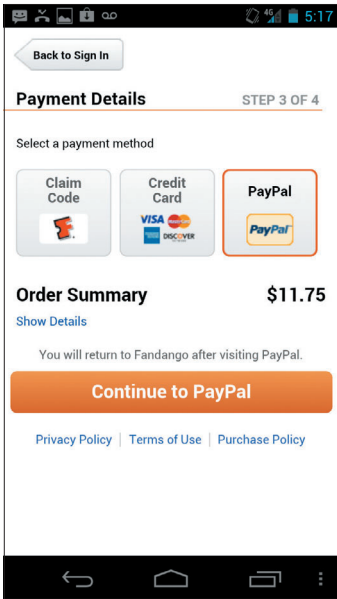 4G 5:17
Back to Sign In
Payment Details STEP 3 OF 4
Select a payment method
Claim
Code
Credit
Card
VISA
DISCOVER
PayPal
PayPal
Order Summary $11.75
Show Details
You will return to Fandango after visiting PayPal.
Continue to PayPal
Privacy Policy | Terms of Use | Purchase Policy